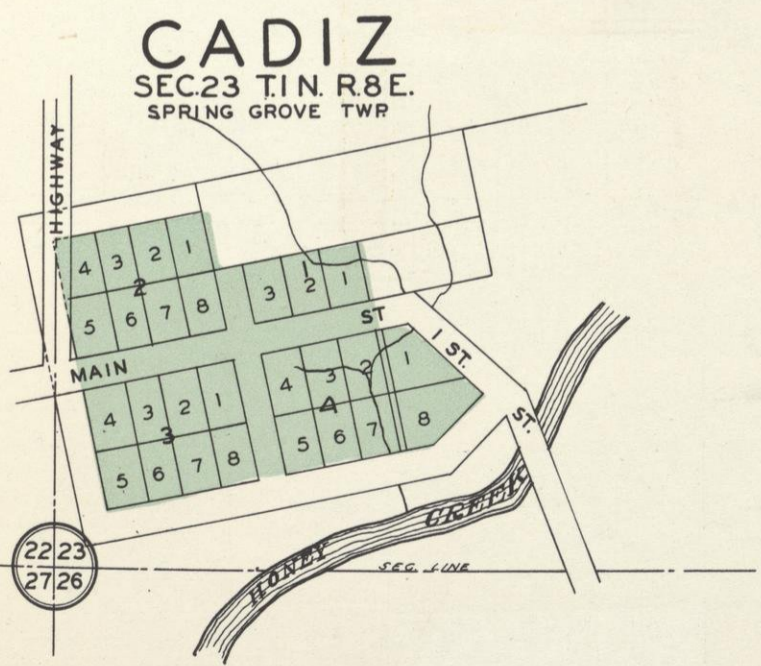 CADIZ
SEC.23 T.1 N. R.8 E.
SPRING GROVE TWP.
HIGHWAY
4 3 2 1
2
5 6 7 8
1
3 2 1
MAIN ST
1 ST.
ST.
4 3 2 1
3
5 6 7 8
4 3 2 1
4
5 6 7 8
HONEY CREEK
SEC. LINE
22 23
27 26